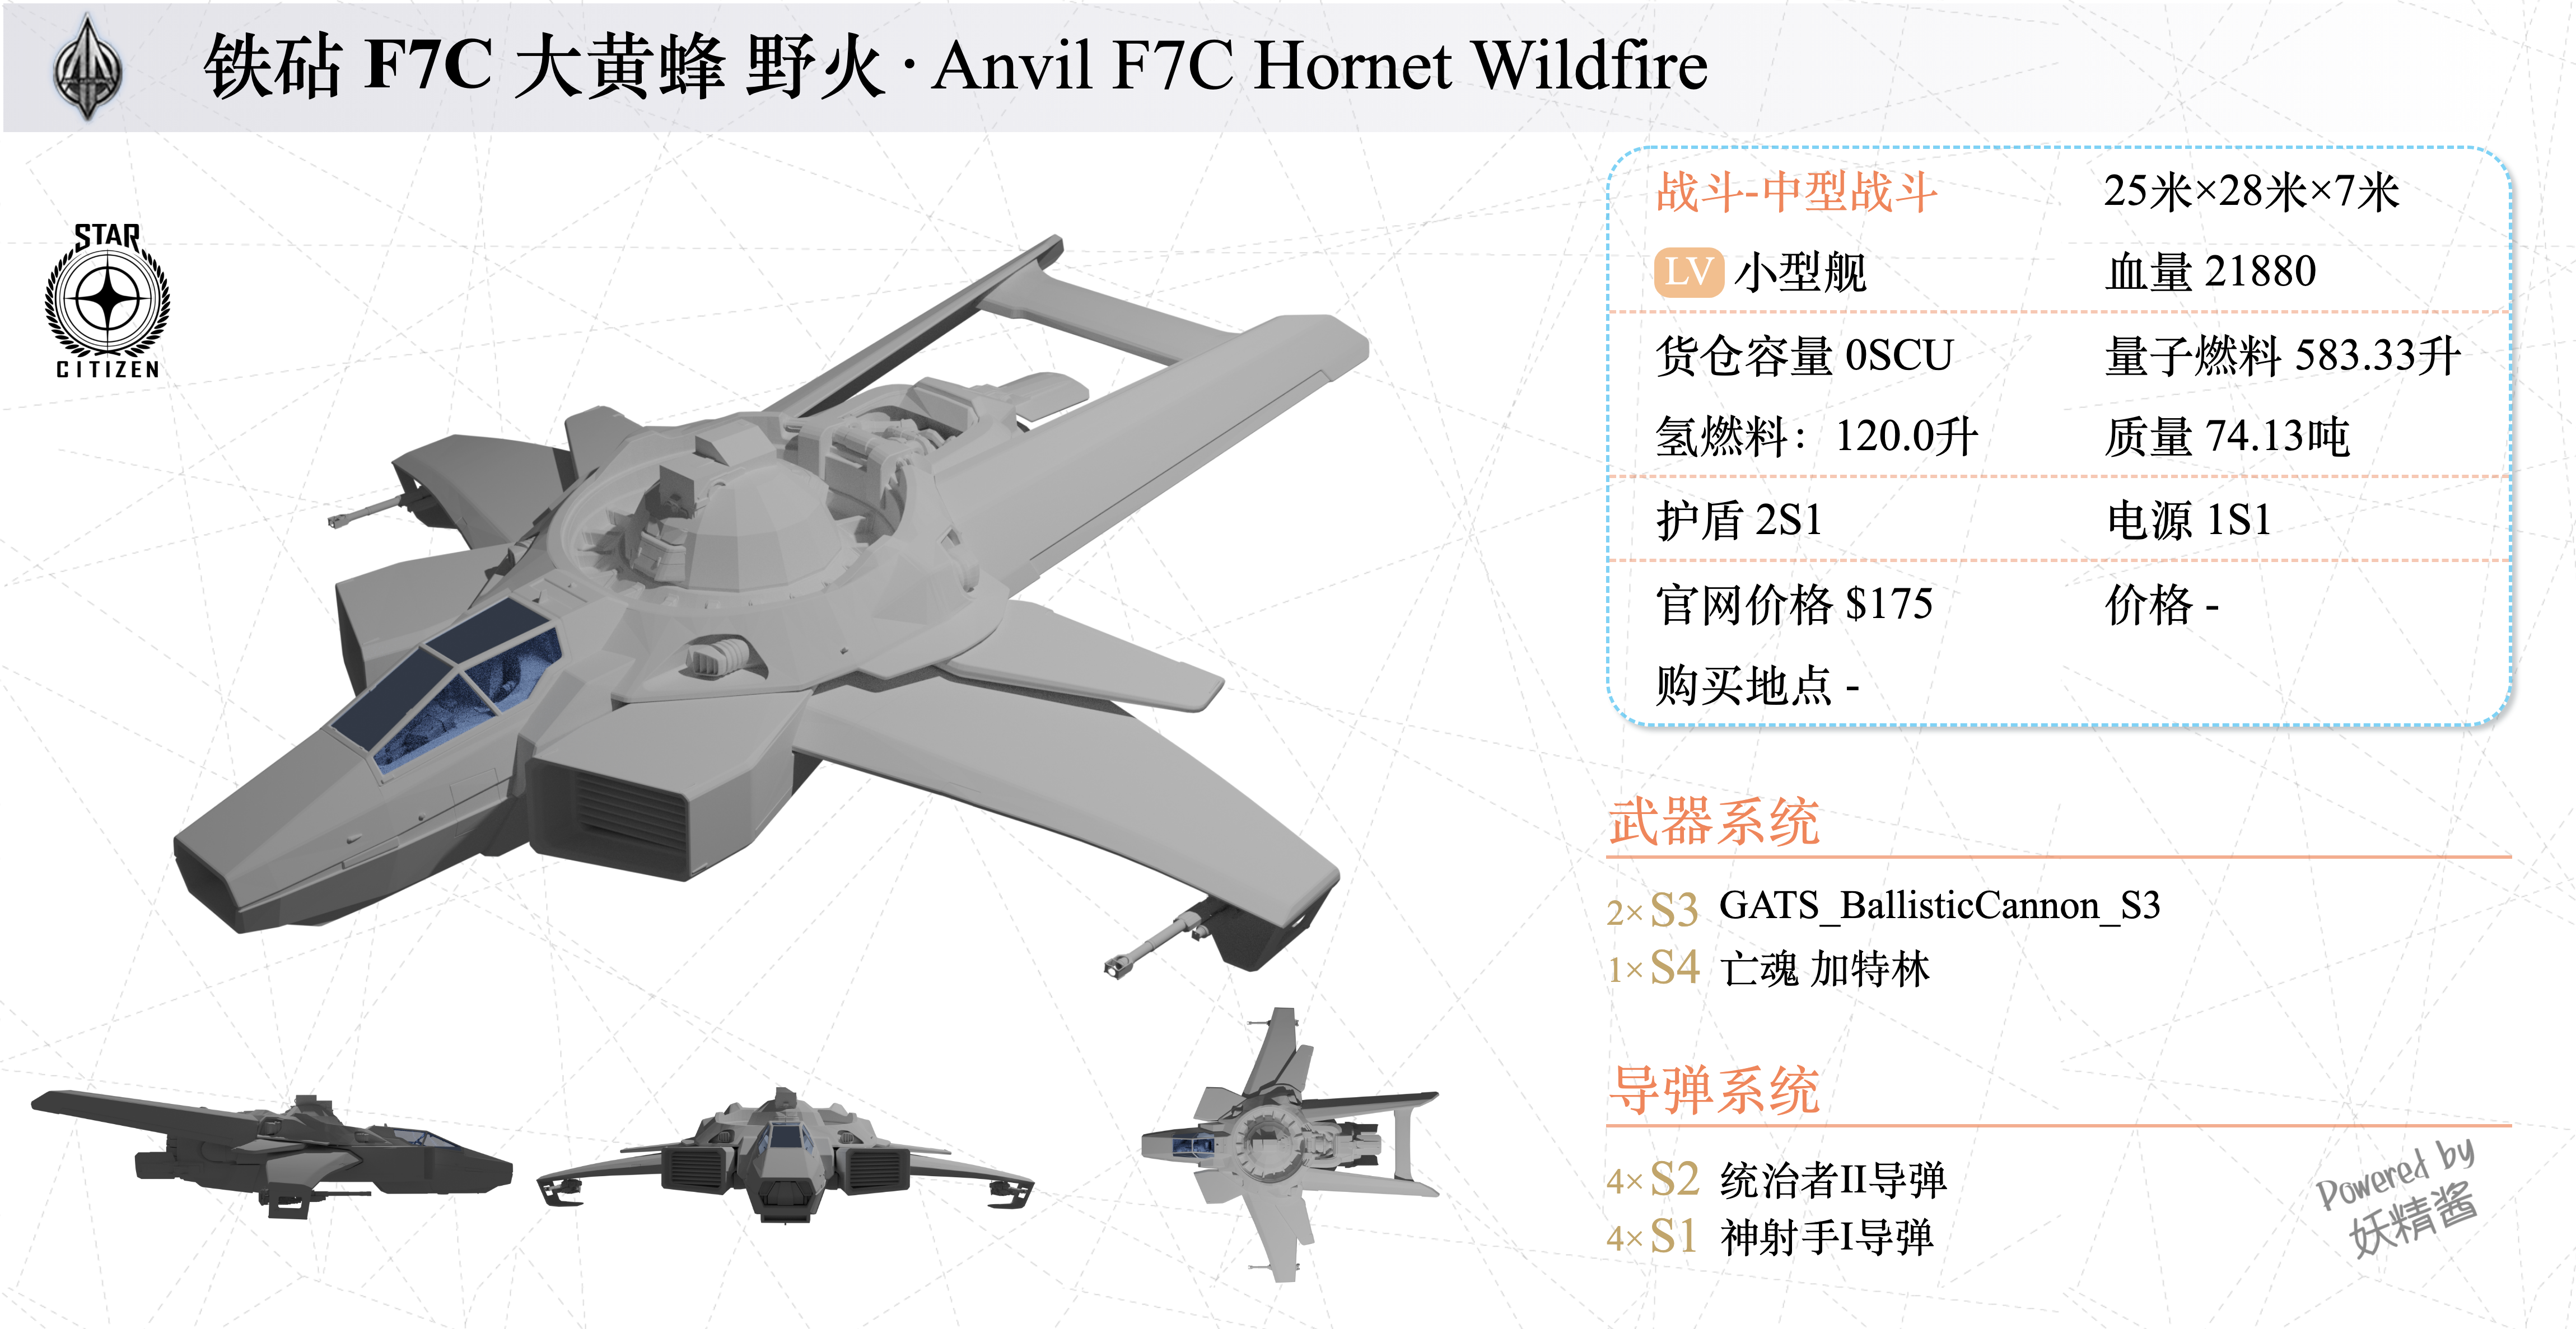 铁砧 F7C 大黄蜂 野火·Anvil F7C Hornet Wildfire
STAR
CITIZEN
战斗-中型战斗 25米×28米×7米
LV 小型舰 血量 21880
货仓容量 0SCU 量子燃料 583.33升
氢燃料：120.0升 质量 74.13吨
护盾 2S1 电源 1S1
官网价格 $175 价格 -
购买地点 -
武器系统
2× S3 GATS_BallisticCannon_S3
1× S4 亡魂 加特林
导弹系统
4× S2 统治者II导弹
4× S1 神射手I导弹
Powered by
妖精酱